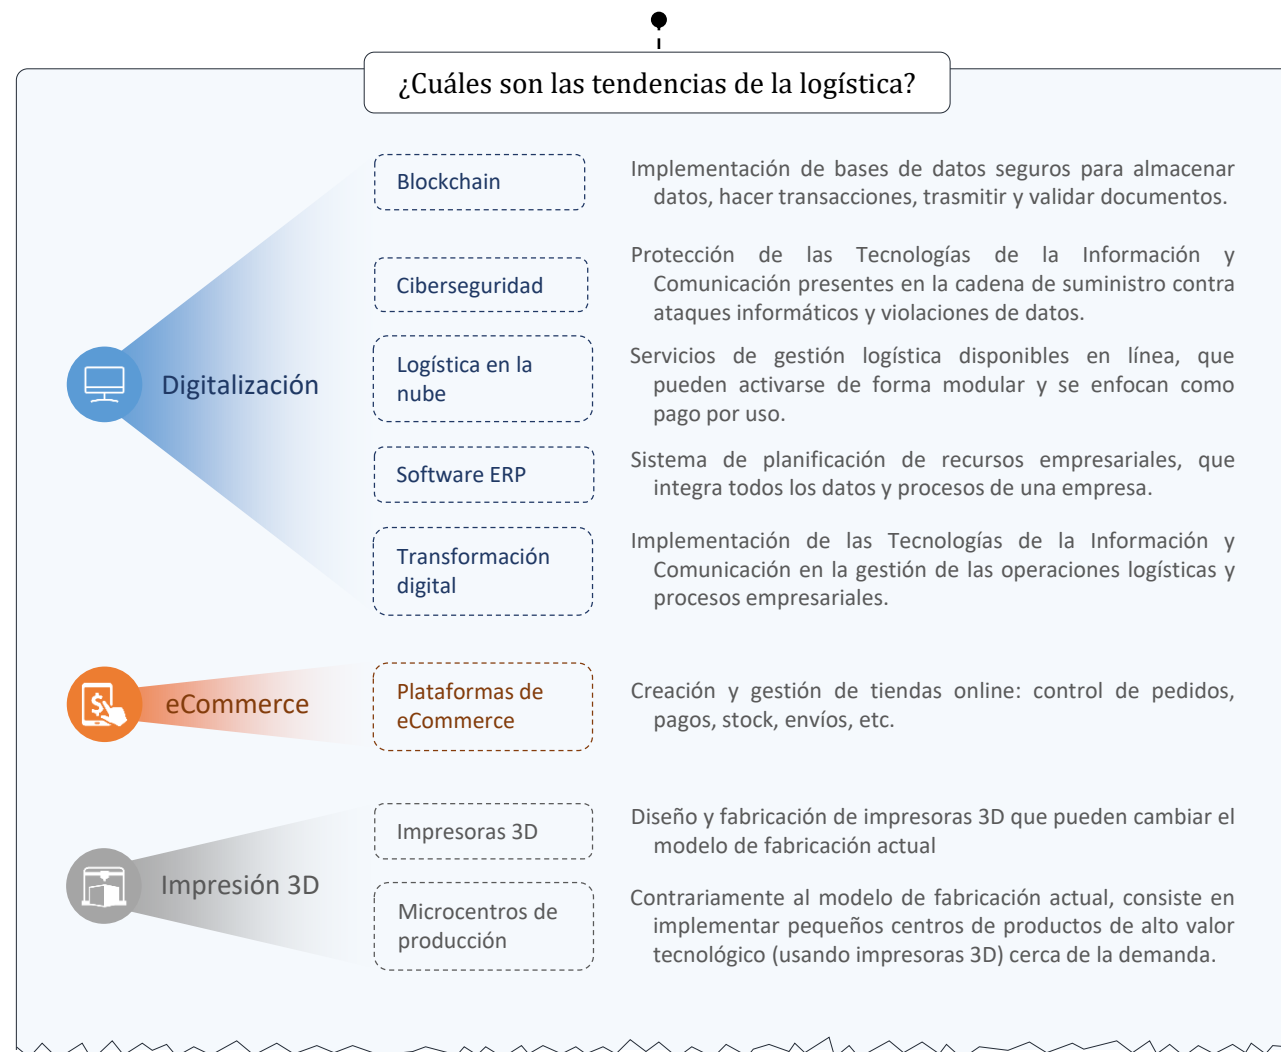 ¿Cuáles son las tendencias de la logística?
Blockchain
Implementación de bases de datos seguros para almacenar
datos, hacer transacciones, trasmitir y validar documentos.
Ciberseguridad
Protección de las Tecnologías de la Información y
Comunicación presentes en la cadena de suministro contra
ataques informáticos y violaciones de datos.
Digitalización
Logística en la
nube
Servicios de gestión logística disponibles en línea, que
pueden activarse de forma modular y se enfocan como
pago por uso.
Software ERP
Sistema de planificación de recursos empresariales, que
integra todos los datos y procesos de una empresa.
Transformación
digital
Implementación de las Tecnologías de la Información y
Comunicación en la gestión de las operaciones logísticas y
procesos empresariales.
eCommerce
Plataformas de
eCommerce
Creación y gestión de tiendas online: control de pedidos,
pagos, stock, envíos, etc.
Impresión 3D
Impresoras 3D
Diseño y fabricación de impresoras 3D que pueden cambiar el
modelo de fabricación actual
Microcentros de
producción
Contrariamente al modelo de fabricación actual, consiste en
implementar pequeños centros de productos de alto valor
tecnológico (usando impresoras 3D) cerca de la demanda.